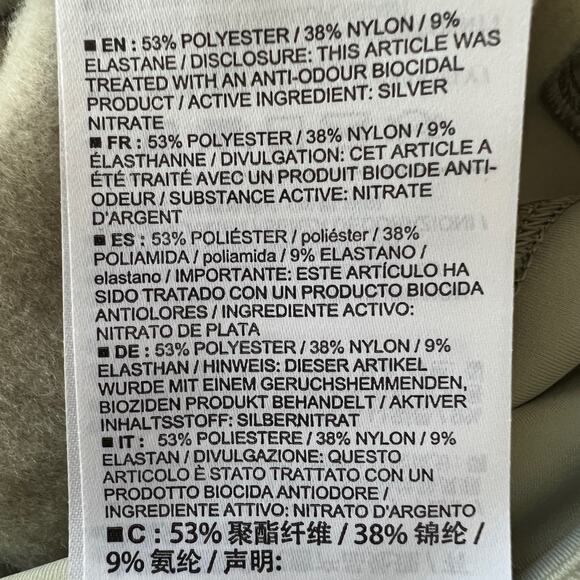 ■ EN : 53% POLYESTER / 38% NYLON / 9%
ELASTANE / DISCLOSURE: THIS ARTICLE WAS
TREATED WITH AN ANTI-ODOUR BIOCIDAL
PRODUCT / ACTIVE INGREDIENT: SILVER
NITRATE
■ FR : 53% POLYESTER / 38% NYLON / 9%
ÉLASTHANNE / DIVULGATION: CET ARTICLE A
ÉTÉ TRAITÉ AVEC UN PRODUIT BIOCIDE ANTI-
ODEUR / SUBSTANCE ACTIVE: NITRATE
D'ARGENT
■ ES : 53% POLIÉSTER / poliéster / 38%
POLIAMIDA / poliamida / 9% ELASTANO /
elastano / IMPORTANTE: ESTE ARTÍCULO HA
SIDO TRATADO CON UN PRODUCTO BIOCIDA
ANTIOLORES / INGREDIENTE ACTIVO:
NITRATO DE PLATA
■ DE : 53% POLYESTER / 38% NYLON / 9%
ELASTHAN / HINWEIS: DIESER ARTIKEL
WURDE MIT EINEM GERUCHSHEMMENDEN,
BIOZIDEN PRODUKT BEHANDELT / AKTIVER
INHALTSSTOFF: SILBERNITRAT
■ IT : 53% POLIESTERE / 38% NYLON / 9%
ELASTAN / DIVULGAZIONE: QUESTO
ARTICOLO È STATO TRATTATO CON UN
PRODOTTO BIOCIDA ANTIODORE /
INGREDIENTE ATTIVO: NITRATO D'ARGENTO
■ C : 53% 聚酯纤维 / 38% 锦纶 /
9% 氨纶 / 声明: